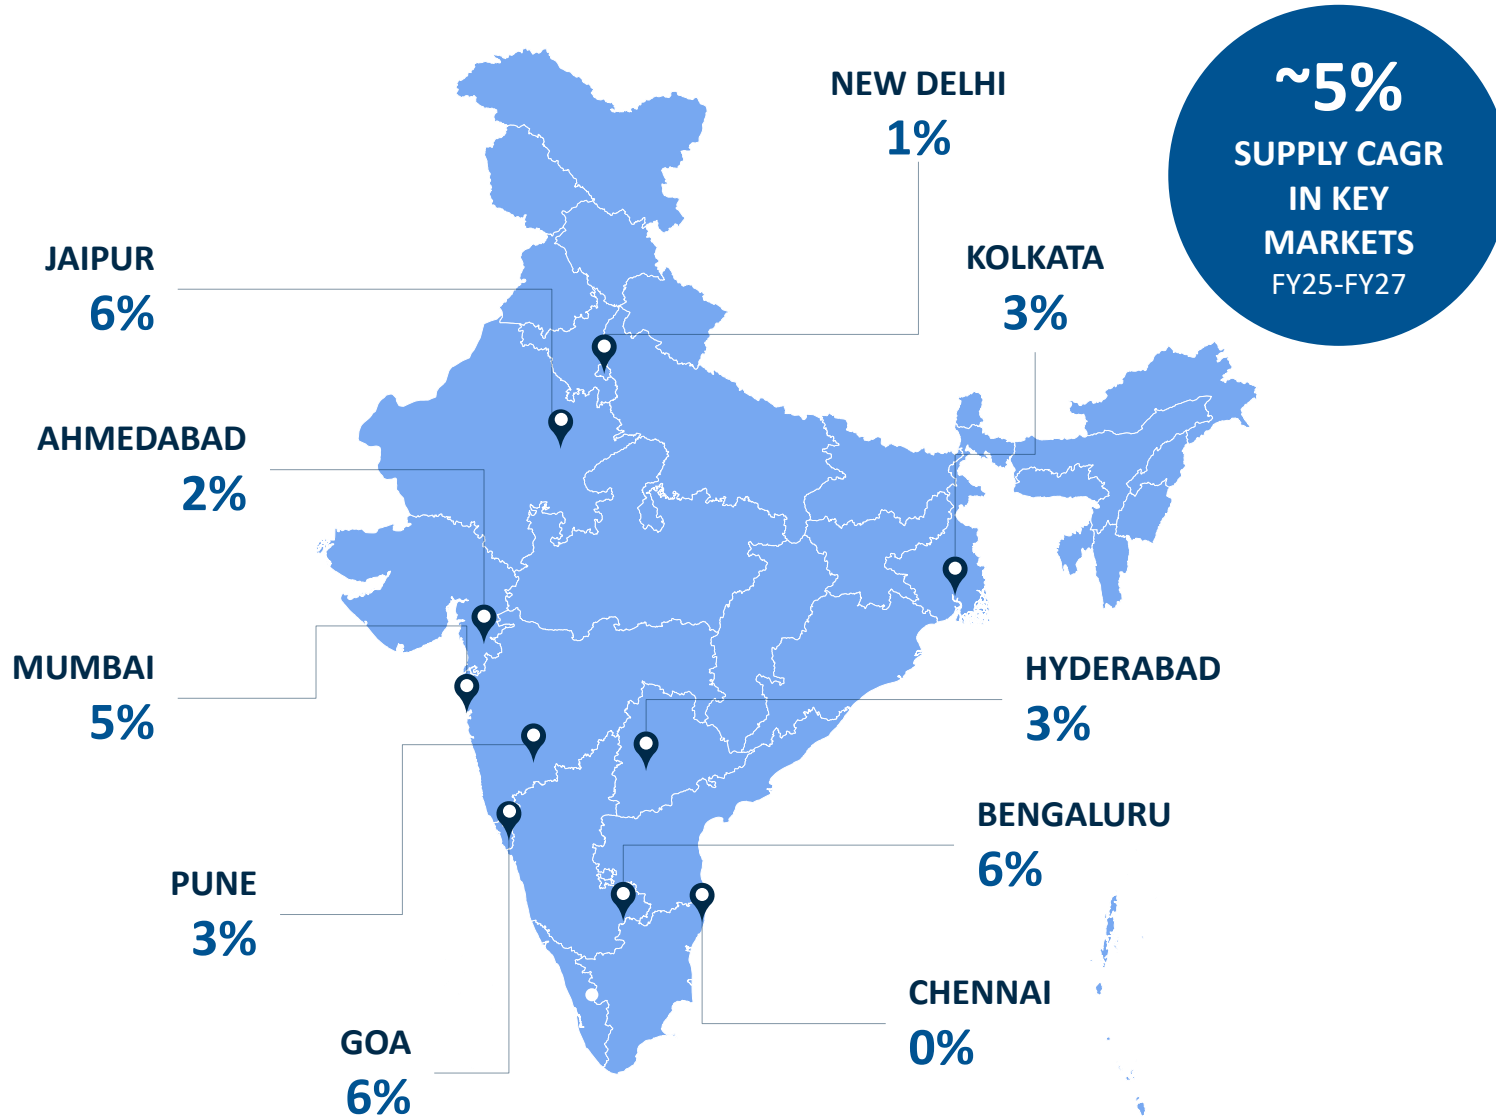 ~5%
SUPPLY CAGR
IN KEY
MARKETS
FY25-FY27
NEW DELHI
1%
JAIPUR
6%
KOLKATA
3%
AHMEDABAD
2%
MUMBAI
5%
HYDERABAD
3%
BENGALURU
6%
PUNE
3%
CHENNAI
0%
GOA
6%